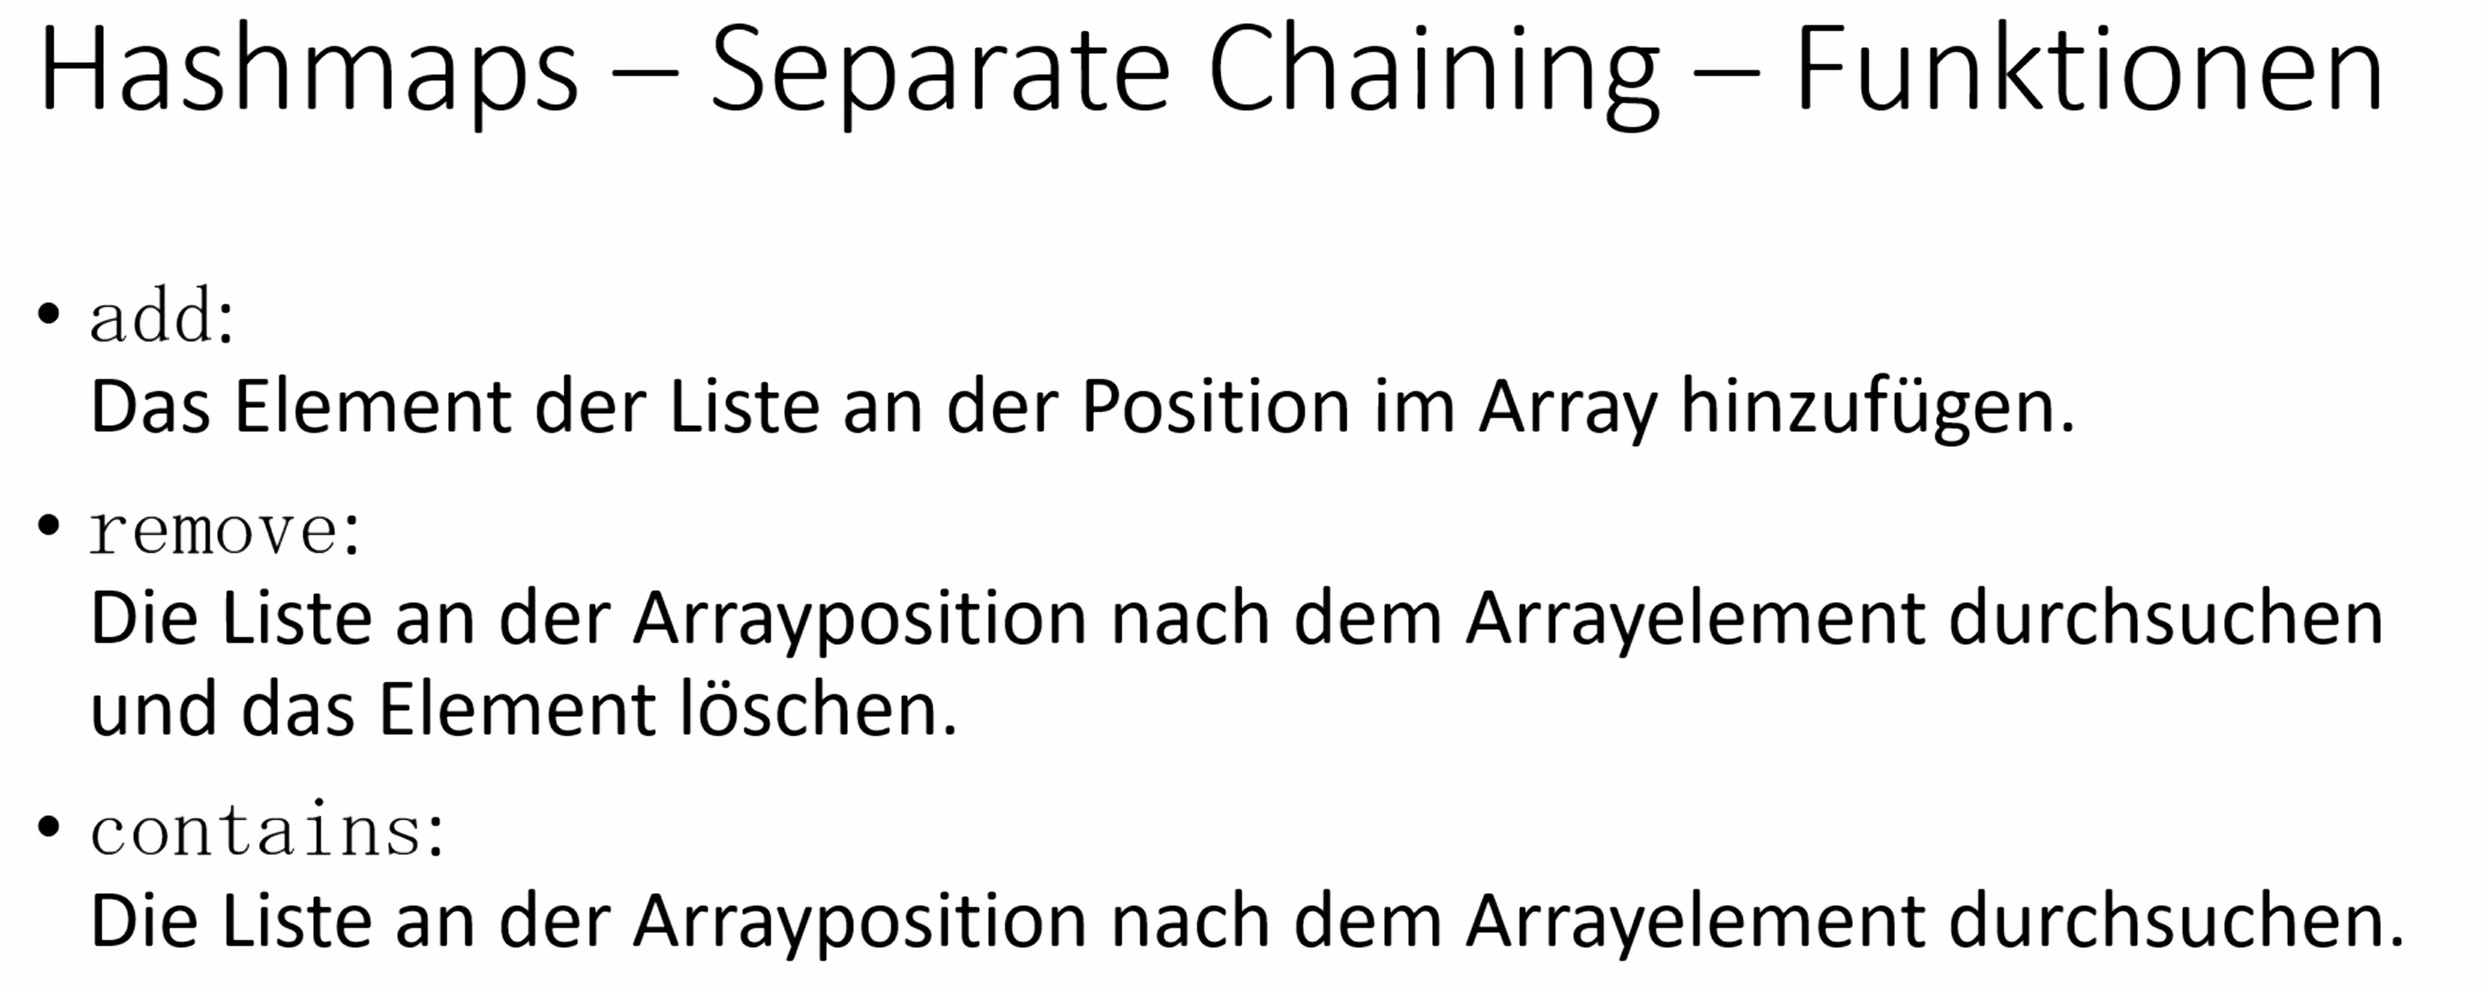 Hashmaps – Separate Chaining – Funktionen
• add:
Das Element der Liste an der Position im Array hinzufügen.
• remove:
Die Liste an der Arrayposition nach dem Arrayelement durchsuchen
und das Element löschen.
• contains:
Die Liste an der Arrayposition nach dem Arrayelement durchsuchen.